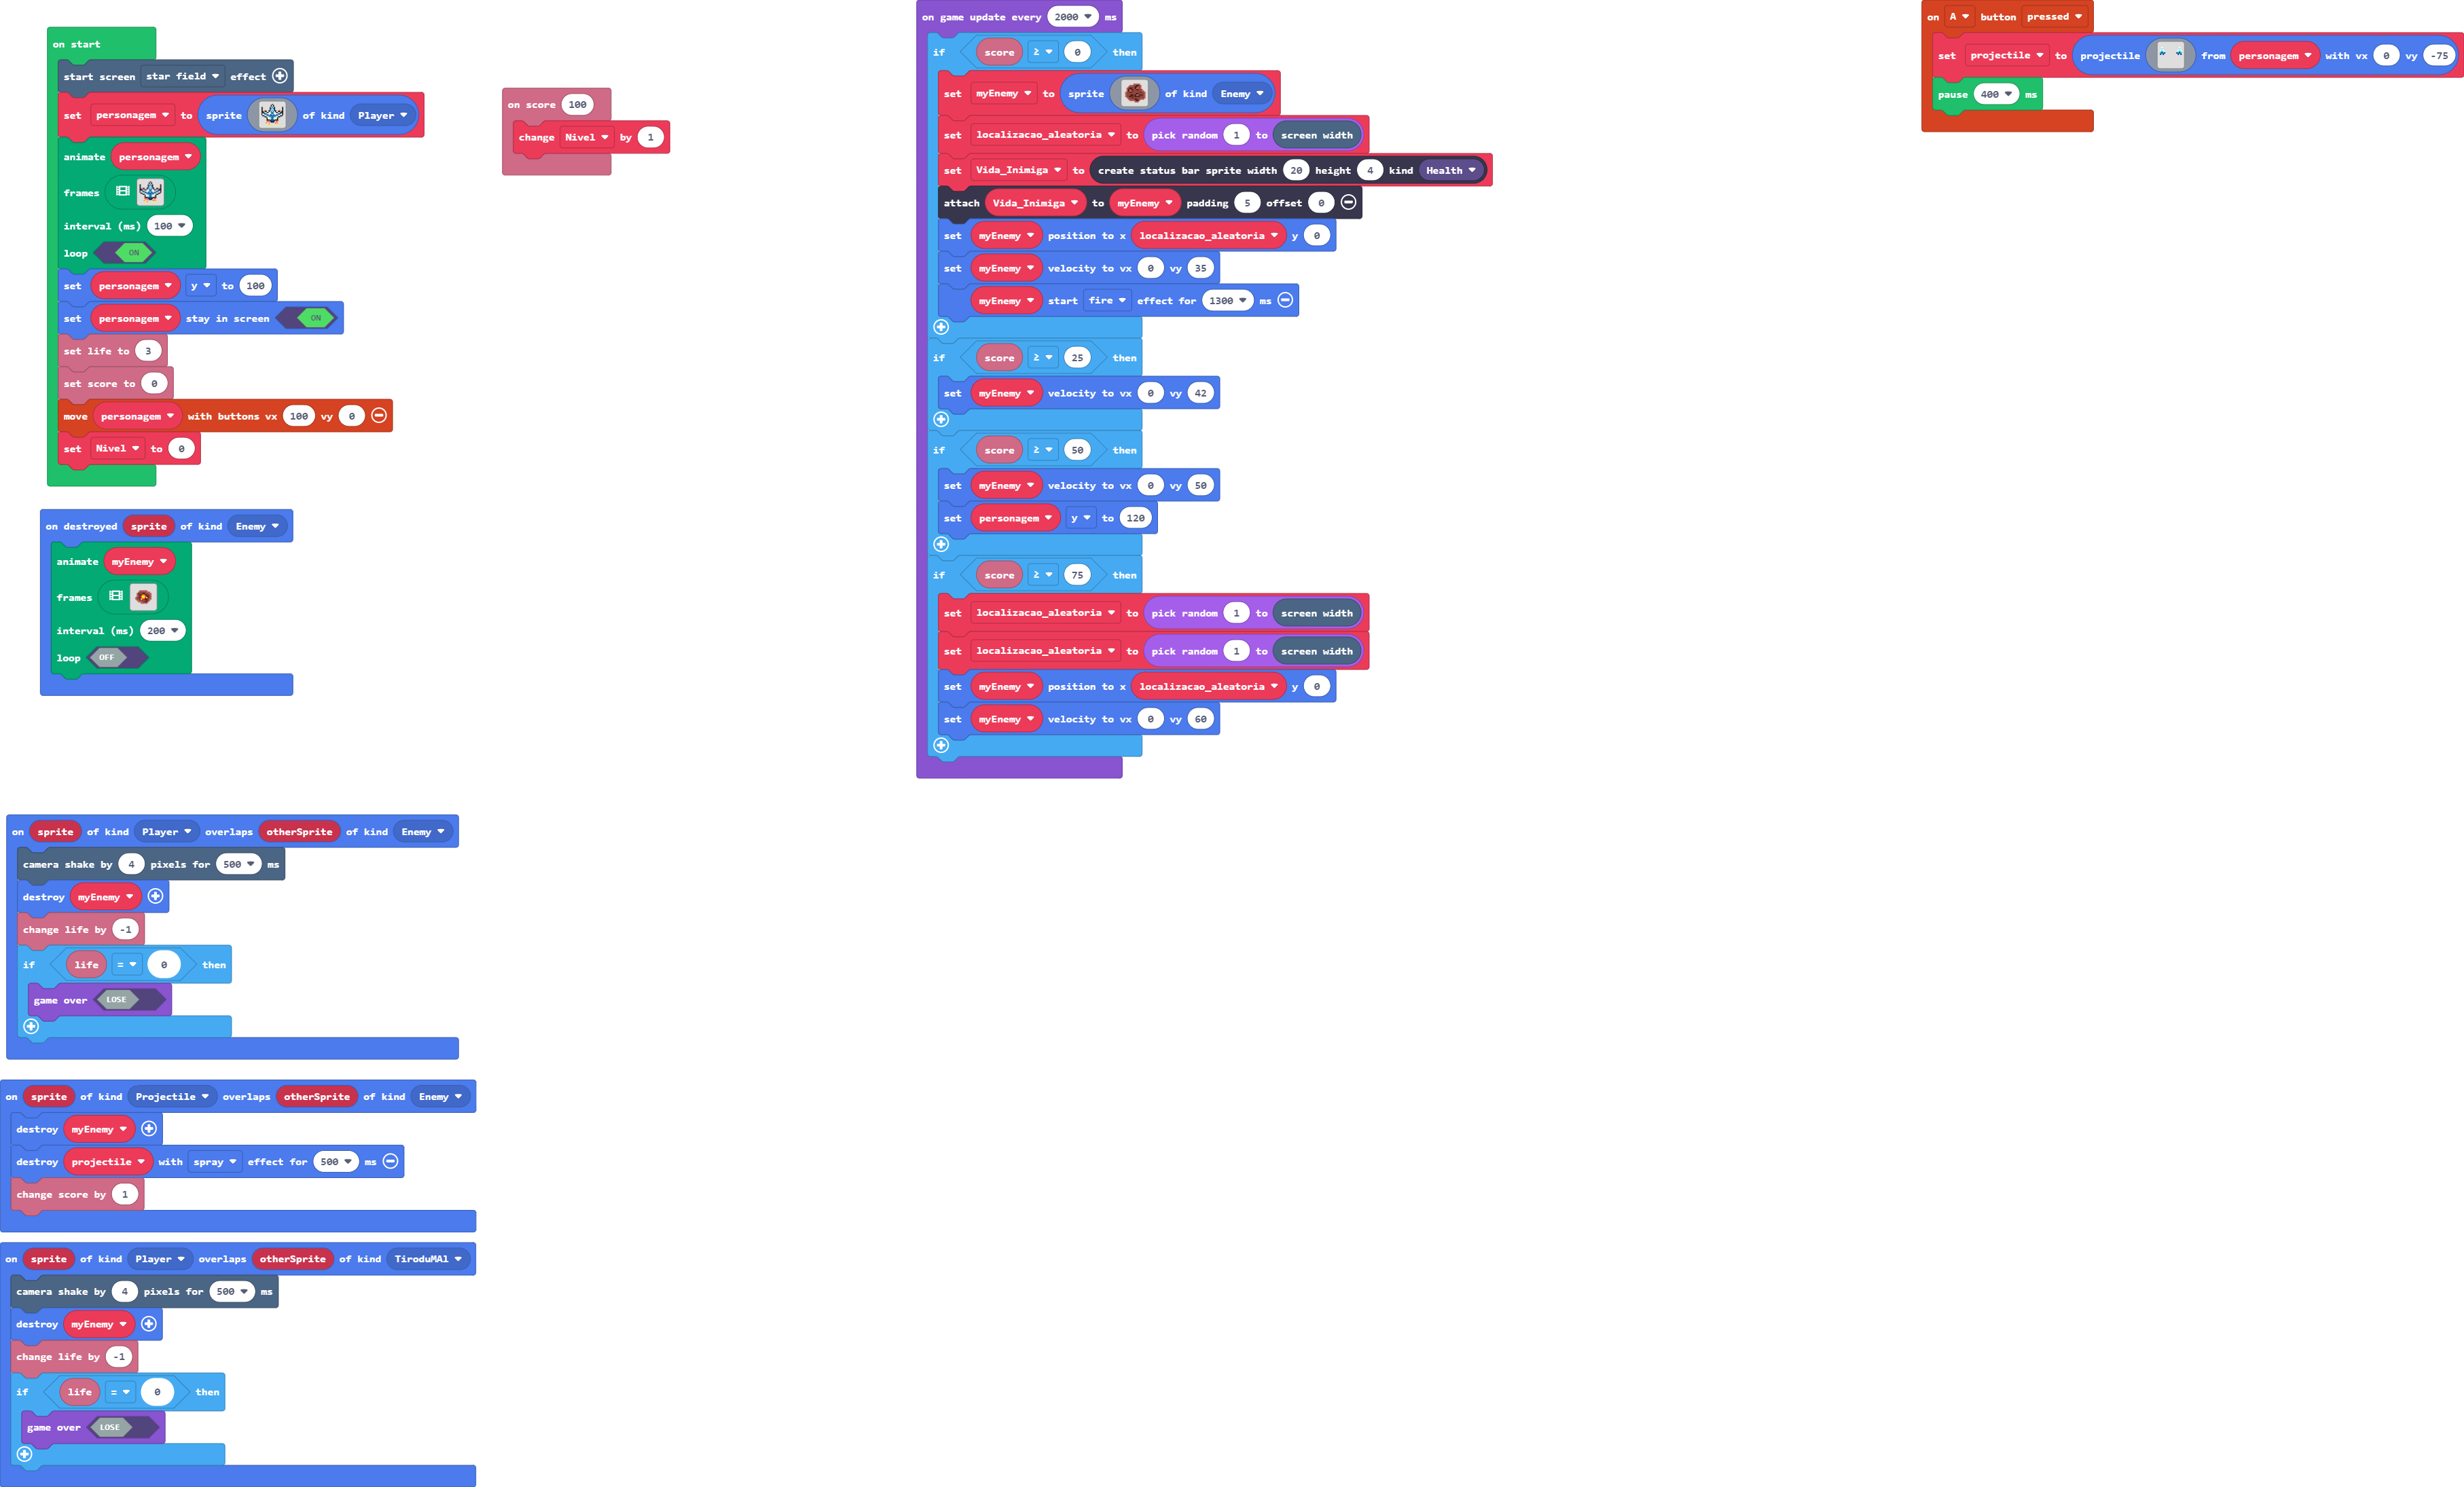 on start
start screen star field effect
set personagem to sprite of kind Player
animate personagem
frames
interval (ms) 100
loop ON
set personagem y to 100
set personagem stay in screen ON
set life to 3
set score to 0
move personagem with buttons vx 100 vy 0
set Nivel to 0
on score 100
change Nivel by 1
on destroyed sprite of kind Enemy
animate myEnemy
frames
interval (ms) 200
loop OFF
on sprite of kind Player overlaps otherSprite of kind Enemy
camera shake by 4 pixels for 500 ms
destroy myEnemy
change life by -1
if life = 0 then
game over LOSE
on sprite of kind Projectile overlaps otherSprite of kind Enemy
destroy myEnemy
destroy projectile with spray effect for 500 ms
change score by 1
on sprite of kind Player overlaps otherSprite of kind TiroduMAl
camera shake by 4 pixels for 500 ms
destroy myEnemy
change life by -1
if life = 0 then
game over LOSE
on game update every 2000 ms
if score ≥ 0 then
set myEnemy to sprite of kind Enemy
set localizacao_aleatoria to pick random 1 to screen width
set Vida_Inimiga to create status bar sprite width 20 height 4 kind Health
attach Vida_Inimiga to myEnemy padding 5 offset 0
set myEnemy position to x localizacao_aleatoria y 0
set myEnemy velocity to vx 0 vy 35
myEnemy start fire effect for 1300 ms
if score ≥ 25 then
set myEnemy velocity to vx 0 vy 42
if score ≥ 50 then
set myEnemy velocity to vx 0 vy 50
set personagem y to 120
if score ≥ 75 then
set localizacao_aleatoria to pick random 1 to screen width
set localizacao_aleatoria to pick random 1 to screen width
set myEnemy position to x localizacao_aleatoria y 0
set myEnemy velocity to vx 0 vy 60
on A button pressed
set projectile to projectile from personagem with vx 0 vy -75
pause 400 ms